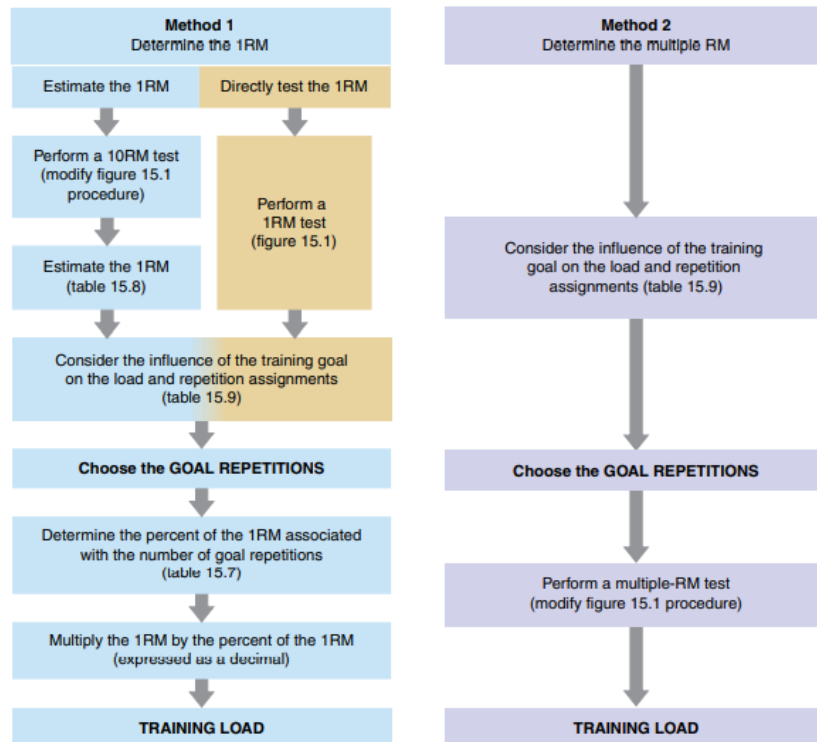 Method 1
Determine the 1RM
Estimate the 1RM
Directly test the 1RM
Perform a 10RM test
(modify figure 15.1
procedure)
Perform a
1RM test
(figure 15.1)
Estimate the 1RM
(table 15.8)
Consider the influence of the training goal
on the load and repetition assignments
(table 15.9)
Choose the GOAL REPETITIONS
Determine the percent of the 1RM associated
with the number of goal repetitions
(table 15.7)
Multiply the 1RM by the percent of the 1RM
(expressed as a decimal)
TRAINING LOAD
Method 2
Determine the multiple RM
Consider the influence of the training
goal on the load and repetition
assignments (table 15.9)
Choose the GOAL REPETITIONS
Perform a multiple-RM test
(modify figure 15.1 procedure)
TRAINING LOAD